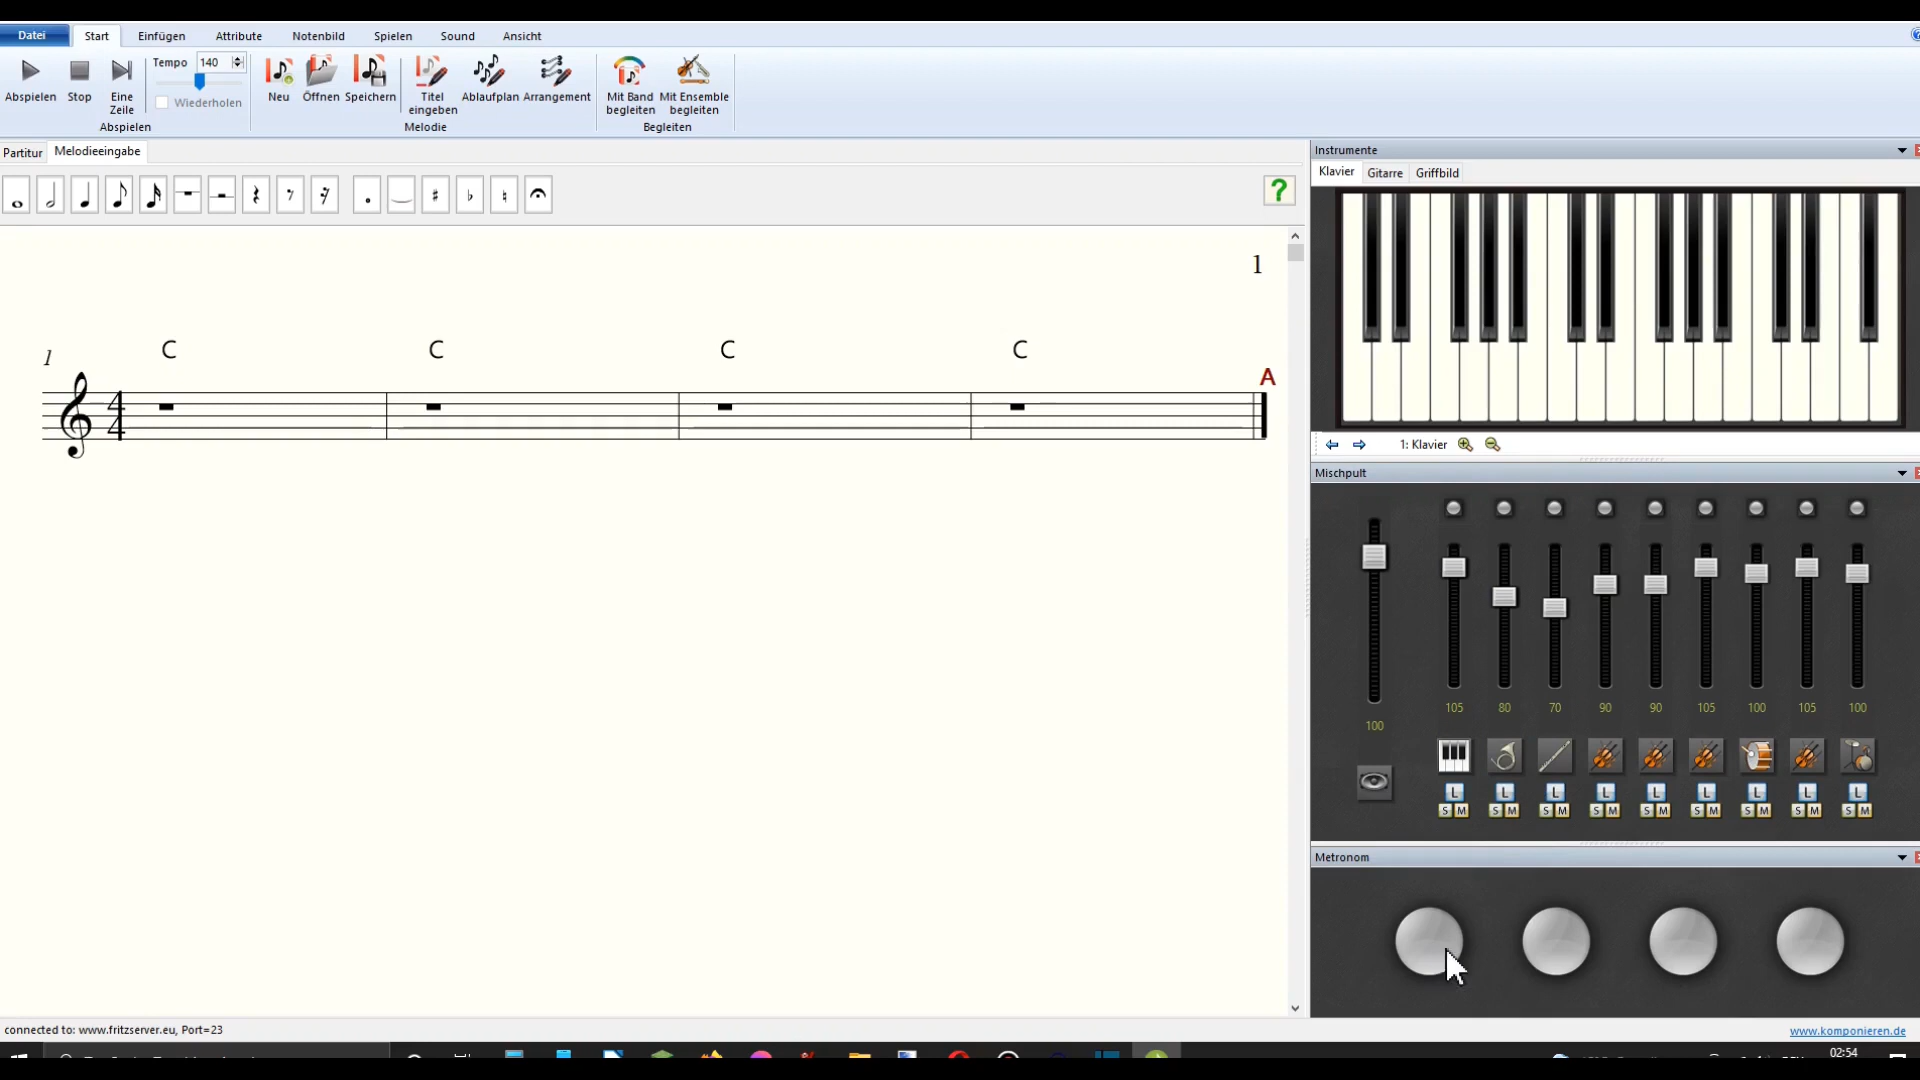 Datei Start Einfügen Attribute Notenbild Spielen Sound Ansicht
Tempo 140
Abspielen Stop Eine Zeile Wiederholen Neu Öffnen Speichern Titel eingeben Ablaufplan Arrangement Mit Band begleiten Mit Ensemble begleiten
Abspielen Melodie Begleiten
Partitur Melodieeingabe
Instrumente
Klavier Gitarre Griffbild
1
1 C C C C
A
4
4
1: Klavier
Mischpult
105 80 70 90 90 105 100 105 100
100
L L L L L L L L L
S M S M S M S M S M S M S M S M S M
Metronom
connected to: www.fritzserver.eu, Port=23
www.komponieren.de
02:54